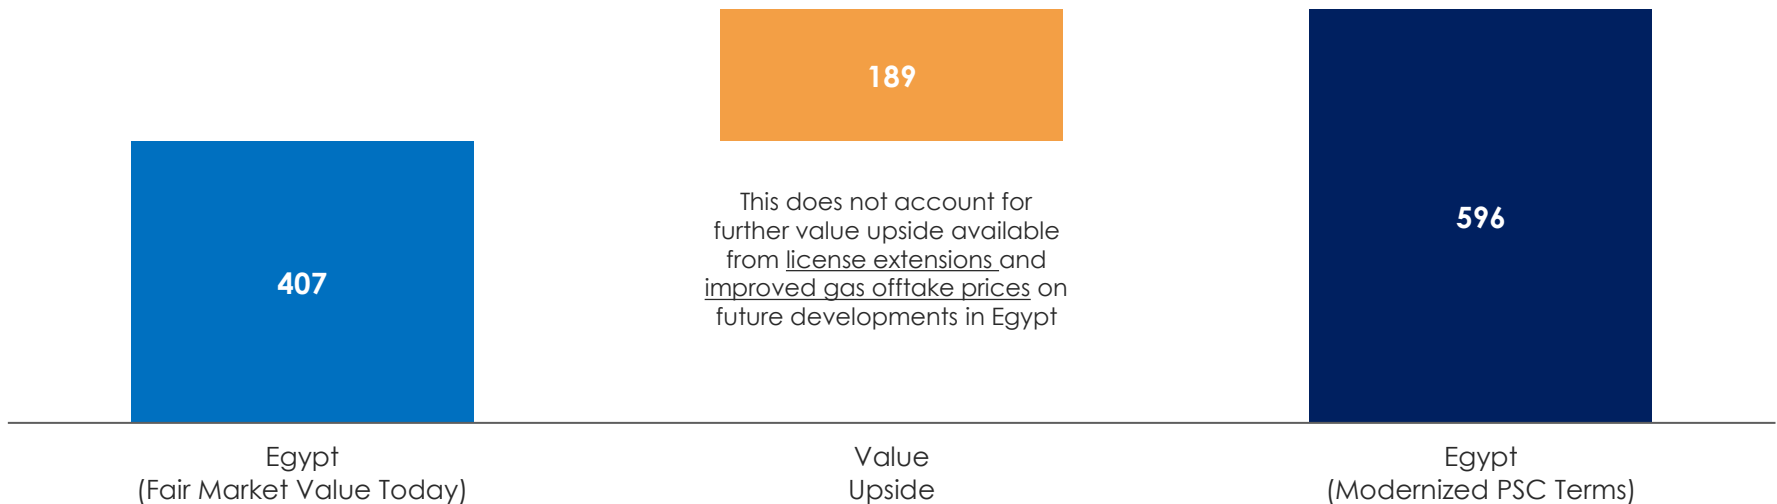 189
407
This does not account for
further value upside available
from license extensions and
improved gas offtake prices on
future developments in Egypt
596
Egypt
(Fair Market Value Today)
Value
Upside
Egypt
(Modernized PSC Terms)